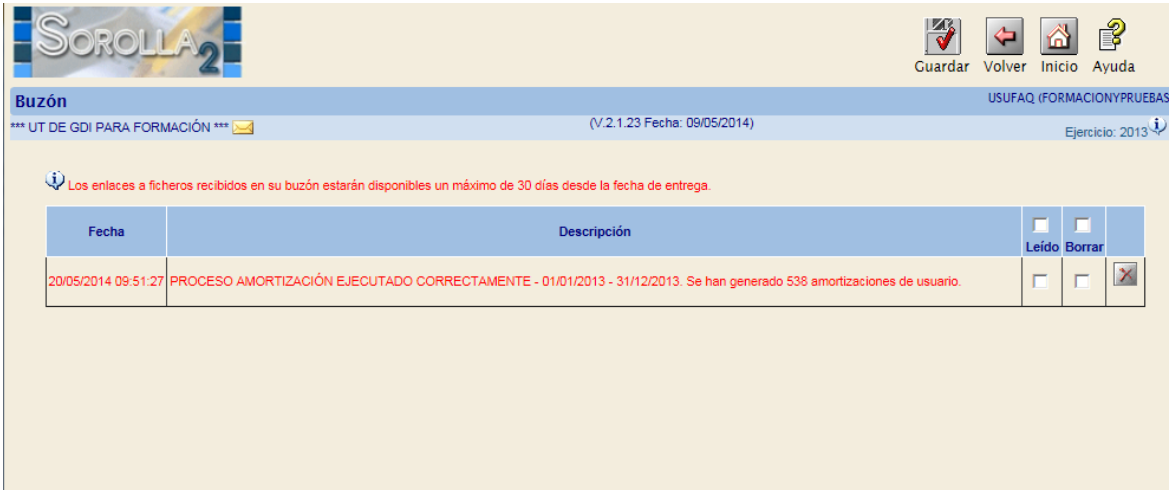 SOROLLA2
Guardar Volver Inicio Ayuda
Buzón
USUFAQ (FORMACIONYPRUEBAS
*** UT DE GDI PARA FORMACIÓN ***
(V.2.1.23 Fecha: 09/05/2014)
Ejercicio: 2013
Los enlaces a ficheros recibidos en su buzón estarán disponibles un máximo de 30 días desde la fecha de entrega.
Fecha Descripción Leído Borrar
20/05/2014 09:51:27 PROCESO AMORTIZACIÓN EJECUTADO CORRECTAMENTE - 01/01/2013 - 31/12/2013. Se han generado 538 amortizaciones de usuario.